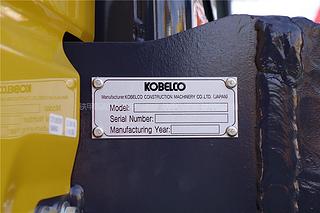 KOBELCO
Manufacturer KOBELCO CONSTRUCTION MACHINERY CO.,LTD. (JAPAN)
Model:
Serial Number:
Manufacturing Year: